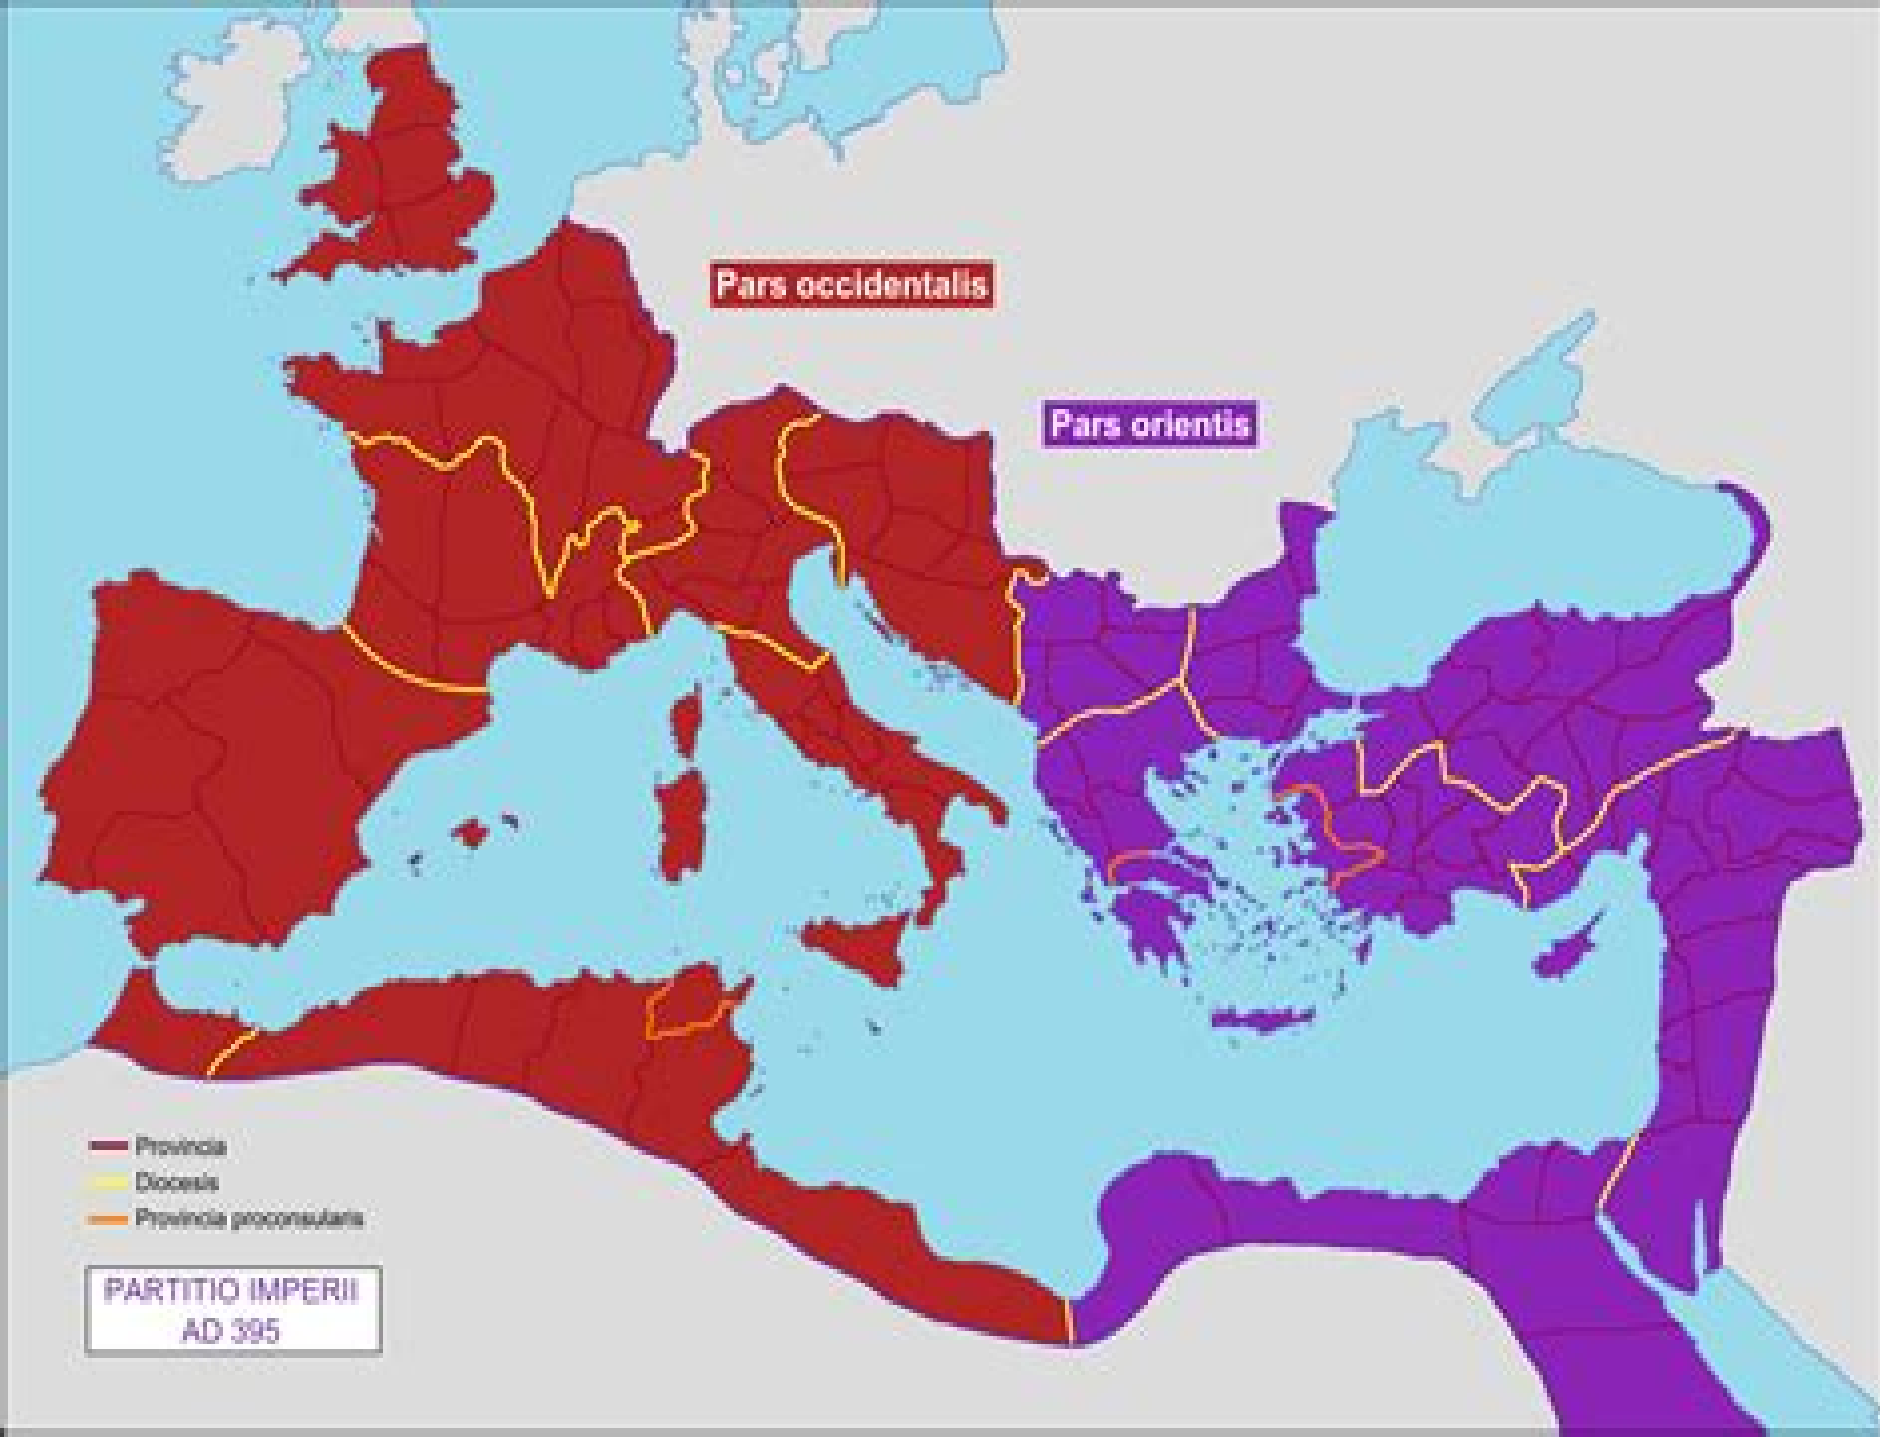 Pars occidentalis
Pars orientis
Provincia
Diocesis
Provincia proconsularis
PARTITIO IMPERII
AD 395